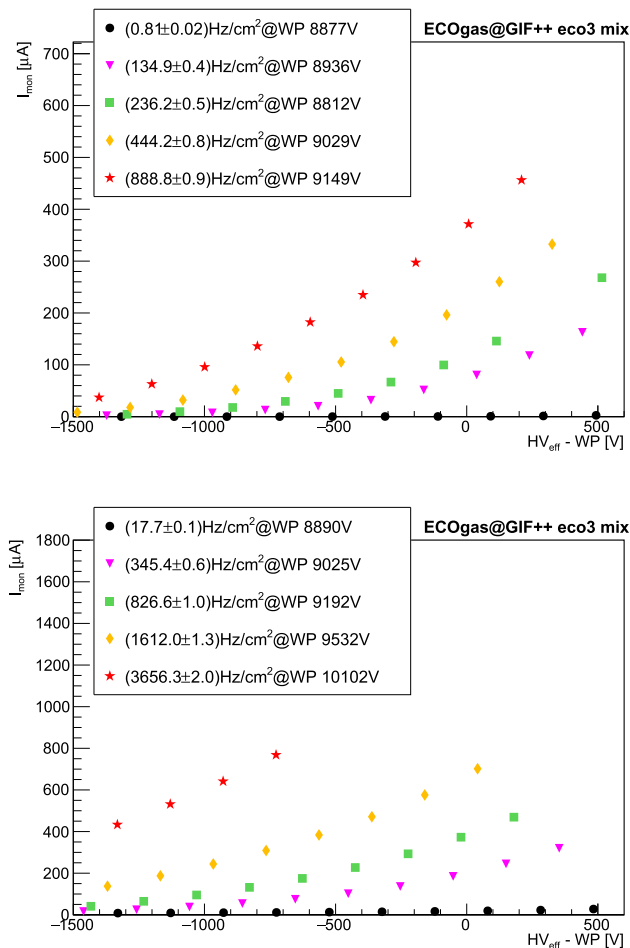 (0.81±0.02)Hz/cm²@WP 8877V
(134.9±0.4)Hz/cm²@WP 8936V
(236.2±0.5)Hz/cm²@WP 8812V
(444.2±0.8)Hz/cm²@WP 9029V
(888.8±0.9)Hz/cm²@WP 9149V
ECOgas@GIF++ eco3 mix
I_mon [µA]
700
600
500
400
300
200
100
0
−1500 −1000 −500 0 500
HV_eff - WP [V]
(17.7±0.1)Hz/cm²@WP 8890V
(345.4±0.6)Hz/cm²@WP 9025V
(826.6±1.0)Hz/cm²@WP 9192V
(1612.0±1.3)Hz/cm²@WP 9532V
(3656.3±2.0)Hz/cm²@WP 10102V
ECOgas@GIF++ eco3 mix
I_mon [µA]
1800
1600
1400
1200
1000
800
600
400
200
0
−1500 −1000 −500 0 500
HV_eff - WP [V]